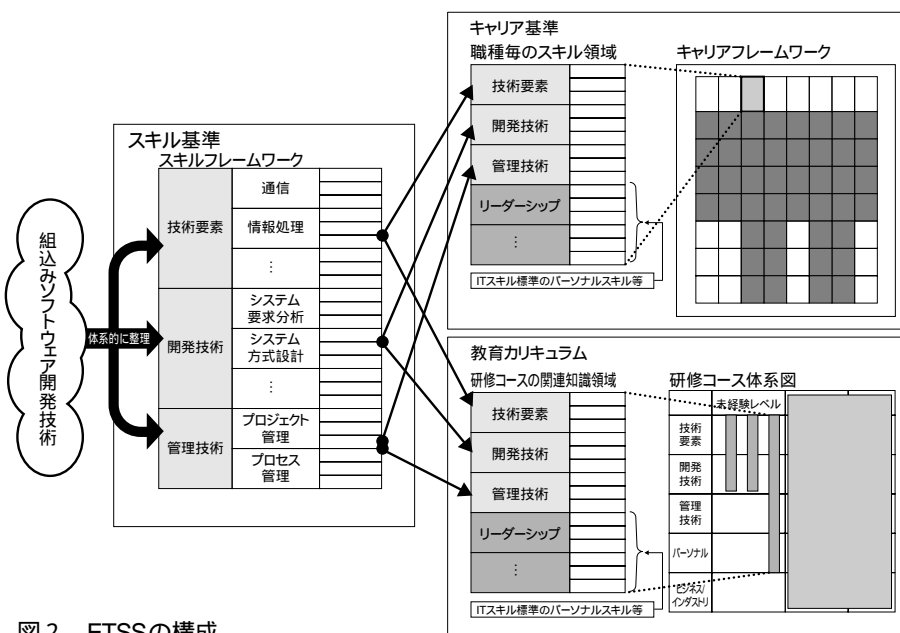 組込みソフトウェア開発技術
体系的に整理
スキル基準
スキルフレームワーク
技術要素
通信
情報処理
⋮
開発技術
システム
要求分析
システム
方式設計
⋮
管理技術
プロジェクト
管理
プロセス
管理
キャリア基準
職種毎のスキル領域
技術要素
開発技術
管理技術
リーダーシップ
⋮
ITスキル標準のパーソナルスキル等
キャリアフレームワーク
教育カリキュラム
研修コースの関連知識領域
技術要素
開発技術
管理技術
リーダーシップ
⋮
ITスキル標準のパーソナルスキル等
研修コース体系図
未経験レベル
技術
要素
開発
技術
管理
技術
パーソナル
ビジネス/
インダストリ
図2 ETSSの構成